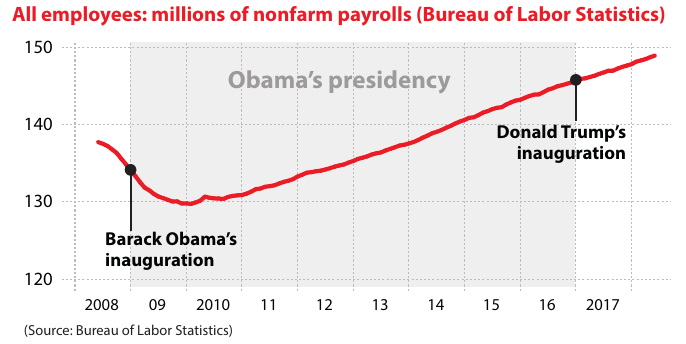 All employees: millions of nonfarm payrolls (Bureau of Labor Statistics)
150
Obama’s presidency
140
Donald Trump’s
inauguration
130
Barack Obama’s
inauguration
120
2008 09 2010 11 12 13 14 15 16 2017
(Source: Bureau of Labor Statistics)